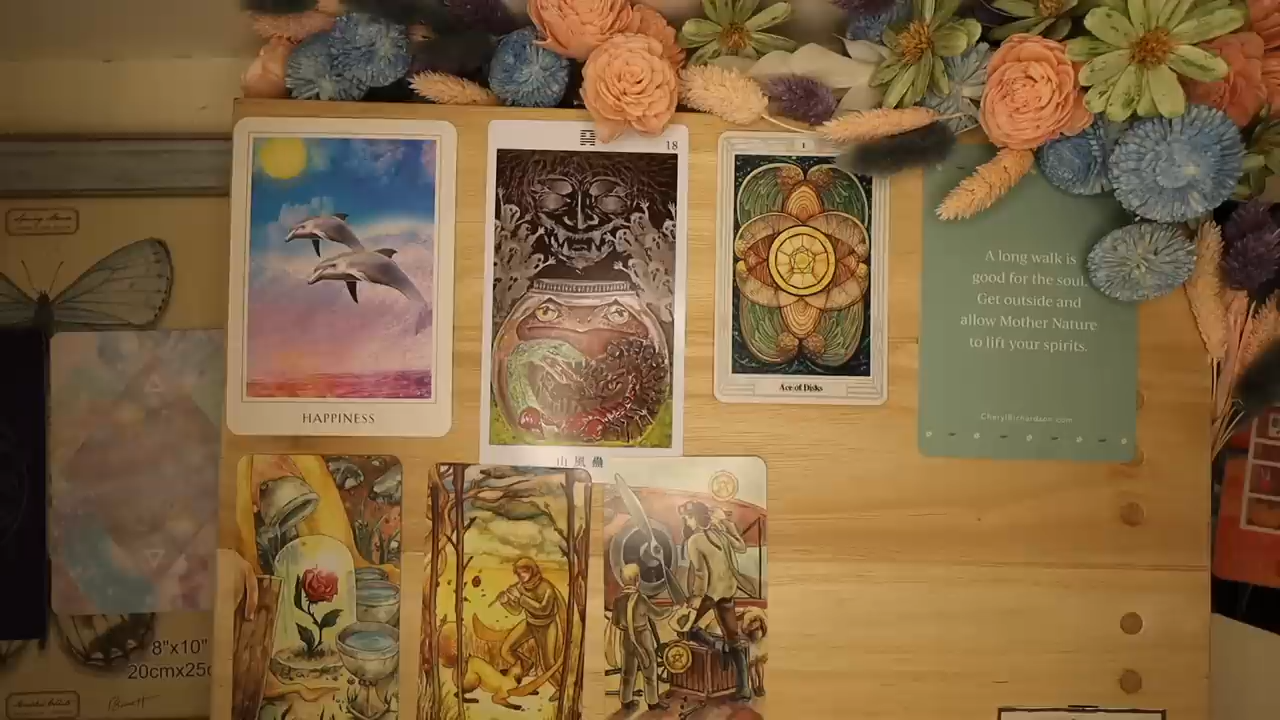 HAPPINESS
18
山風蠱
I
Ace of Disks
A long walk is
good for the soul.
Get outside and
allow Mother Nature
to lift your spirits.
CherylRichardson.com
8"x10"
20cmx25c